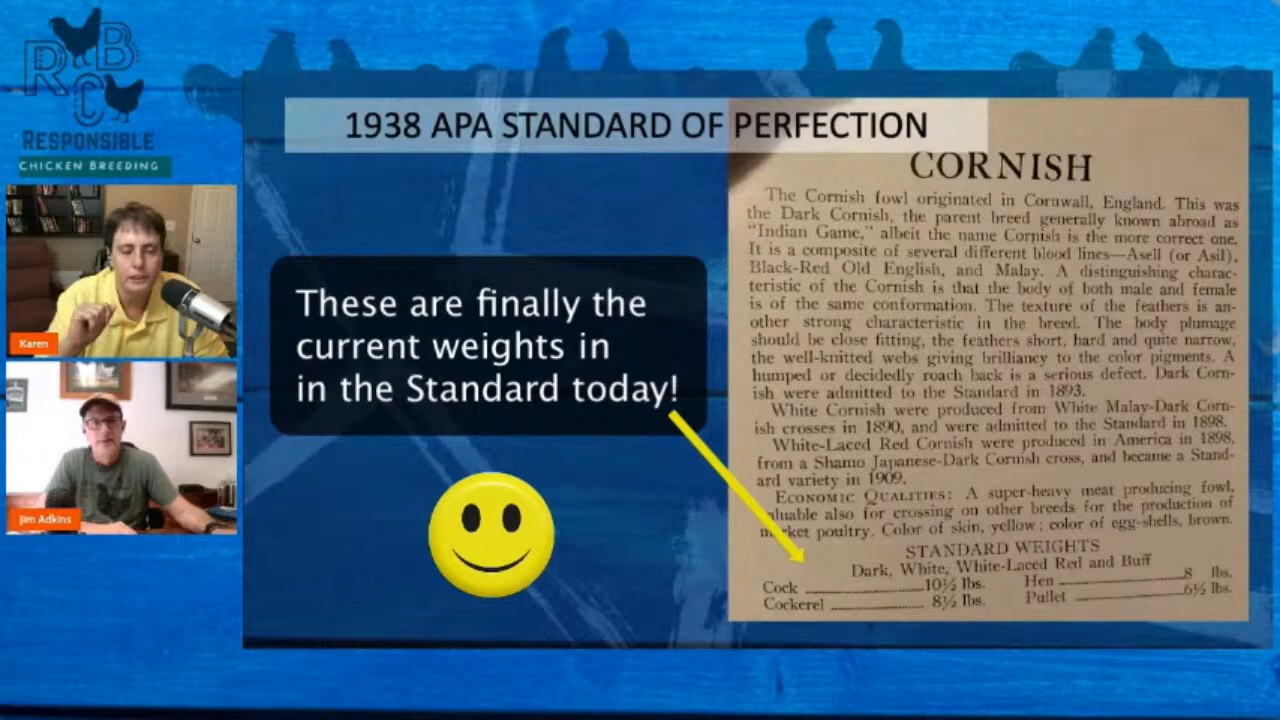 RBC
RESPONSIBLE
CHICKEN BREEDING
Karen
Jim Adkins
1938 APA STANDARD OF PERFECTION
These are finally the
current weights in
in the Standard today!
CORNISH
The Cornish fowl originated in Cornwall, England. This was
the Dark Cornish, the parent breed generally known abroad as
"Indian Game," albeit the name Cornish is the more correct one.
It is a composite of several different blood lines—Asell (or Asil),
Black-Red Old English, and Malay. A distinguishing charac-
teristic of the Cornish is that the body of both male and female
is of the same conformation. The texture of the feathers is an-
other strong characteristic in the breed. The body plumage
should be close fitting, the feathers short, hard and quite narrow,
the well-knitted webs giving brilliancy to the color pigments. A
humped or decidedly roach back is a serious defect. Dark Corn-
ish were admitted to the Standard in 1893.
White Cornish were produced from White Malay-Dark Corn-
ish crosses in 1890, and were admitted to the Standard in 1898.
White-Laced Red Cornish were produced in America in 1898,
from a Shamo Japanese-Dark Cornish cross, and became a Stand-
ard variety in 1909.
ECONOMIC QUALITIES: A super-heavy meat producing fowl,
valuable also for crossing on other breeds for the production of
market poultry. Color of skin, yellow; color of egg-shells, brown.
STANDARD WEIGHTS
Dark, White, White-Laced Red and Buff
Cock ........ 10½ lbs. Hen ........ 8 lbs.
Cockerel ........ 8½ lbs. Pullet ........ 6½ lbs.